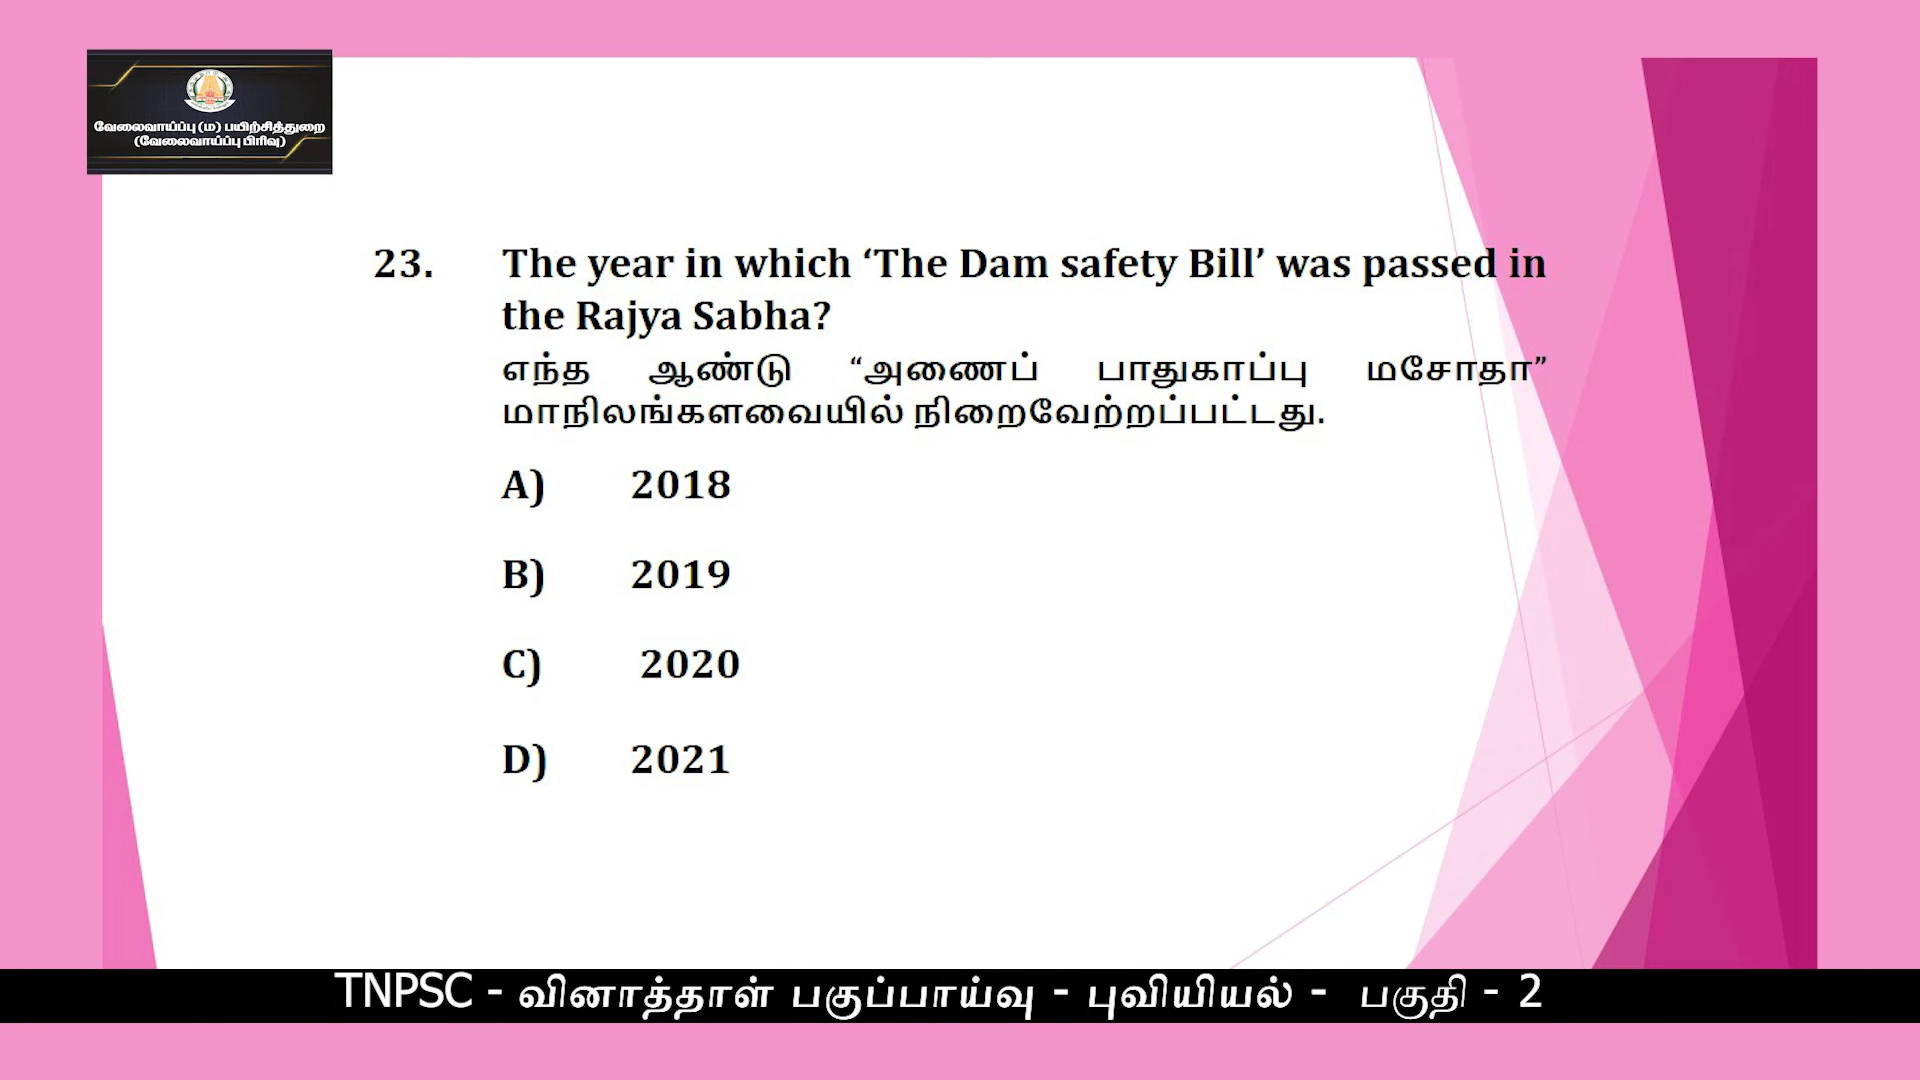 வேலைவாய்ப்பு (ம) பயிற்சித்துறை
(வேலைவாய்ப்பு பிரிவு)
23. The year in which ‘The Dam safety Bill’ was passed in
the Rajya Sabha?
எந்த ஆண்டு “அணைப் பாதுகாப்பு மசோதா”
மாநிலங்களவையில் நிறைவேற்றப்பட்டது.
A) 2018
B) 2019
C) 2020
D) 2021
TNPSC - வினாத்தாள் பகுப்பாய்வு - புவியியல் - பகுதி - 2